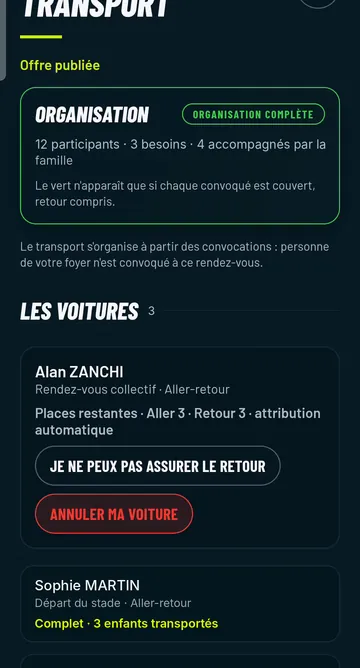 TRANSPORT
Offre publiée
ORGANISATION
ORGANISATION COMPLÈTE
12 participants · 3 besoins · 4 accompagnés par la
famille
Le vert n'apparaît que si chaque convoqué est couvert,
retour compris.
Le transport s'organise à partir des convocations : personne
de votre foyer n'est convoqué à ce rendez-vous.
LES VOITURES 3
Alan ZANCHI
Rendez-vous collectif · Aller-retour
Places restantes · Aller 3 · Retour 3 · attribution
automatique
JE NE PEUX PAS ASSURER LE RETOUR
ANNULER MA VOITURE
Sophie MARTIN
Départ du stade · Aller-retour
Complet · 3 enfants transportés